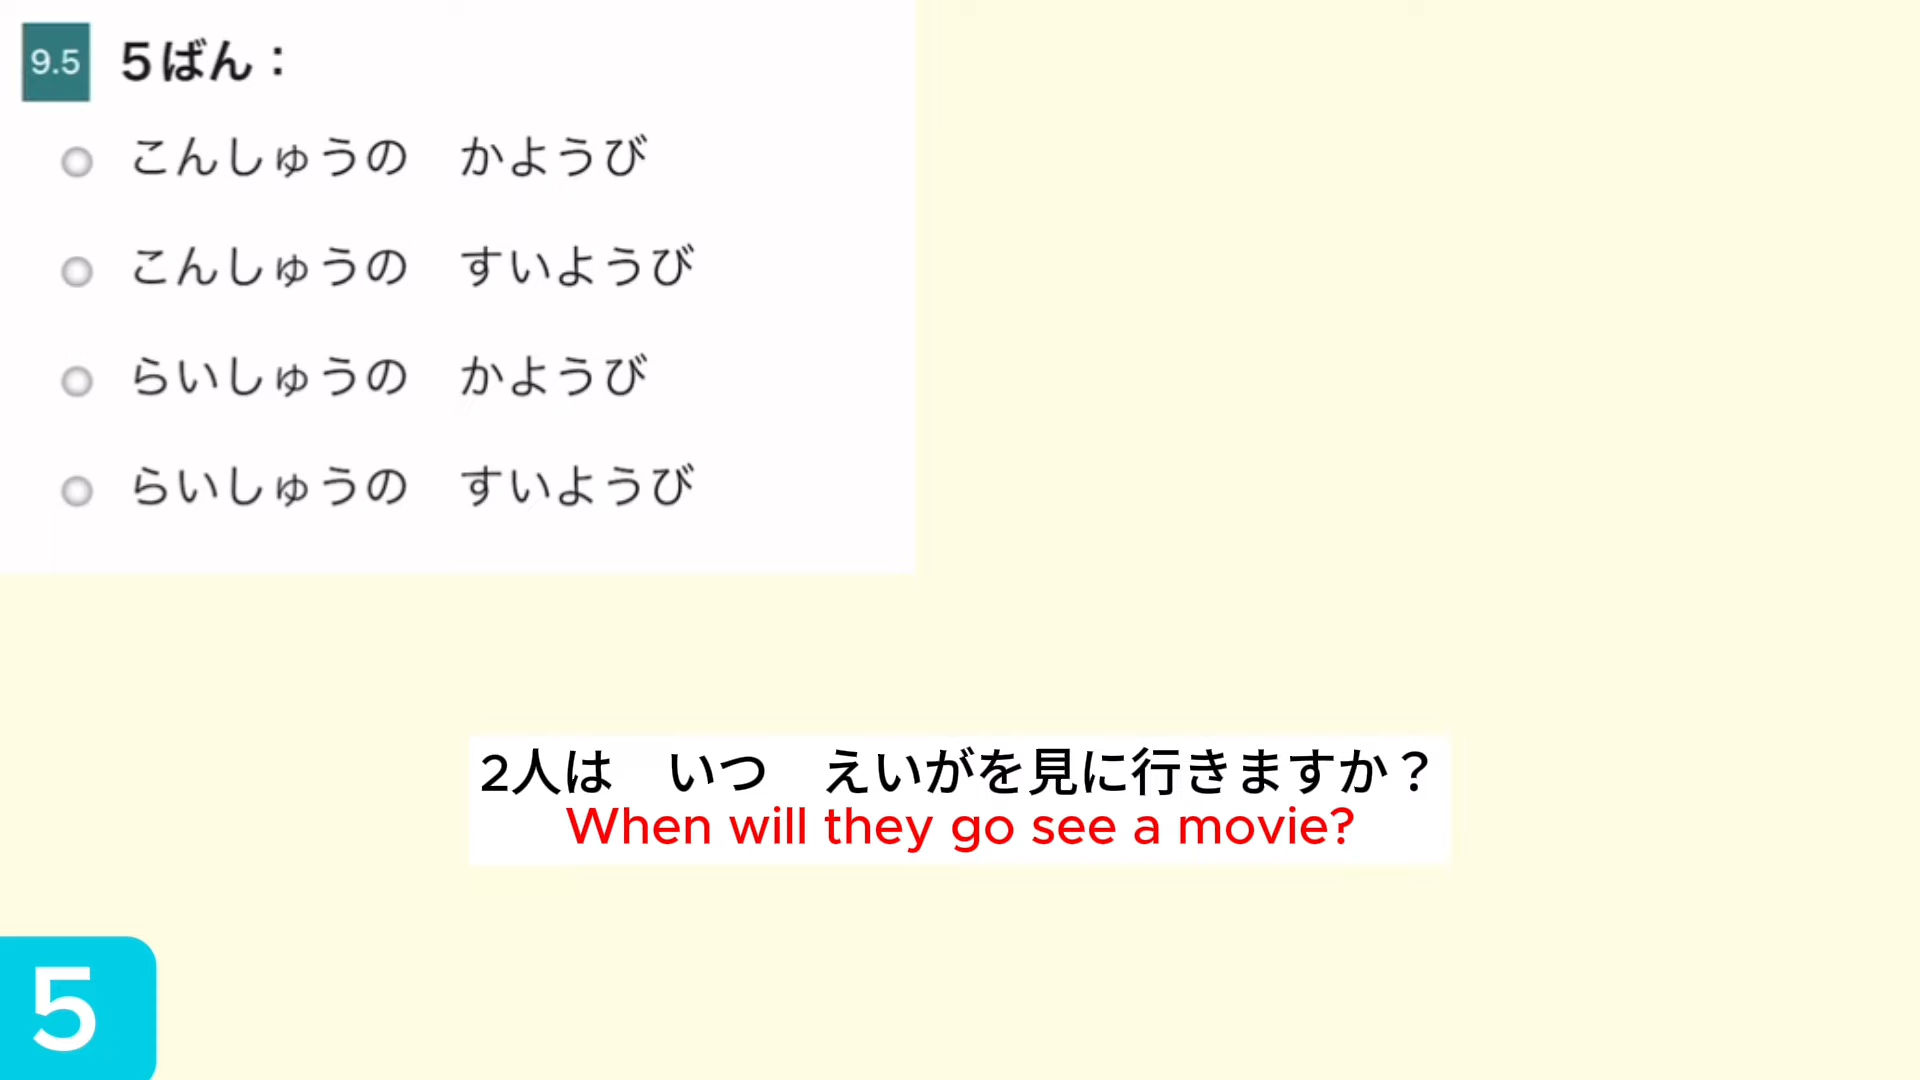 9.5 5ばん：
こんしゅうの　かようび
こんしゅうの　すいようび
らいしゅうの　かようび
らいしゅうの　すいようび
2人は　いつ　えいがを見に行きますか？
When will they go see a movie?
5